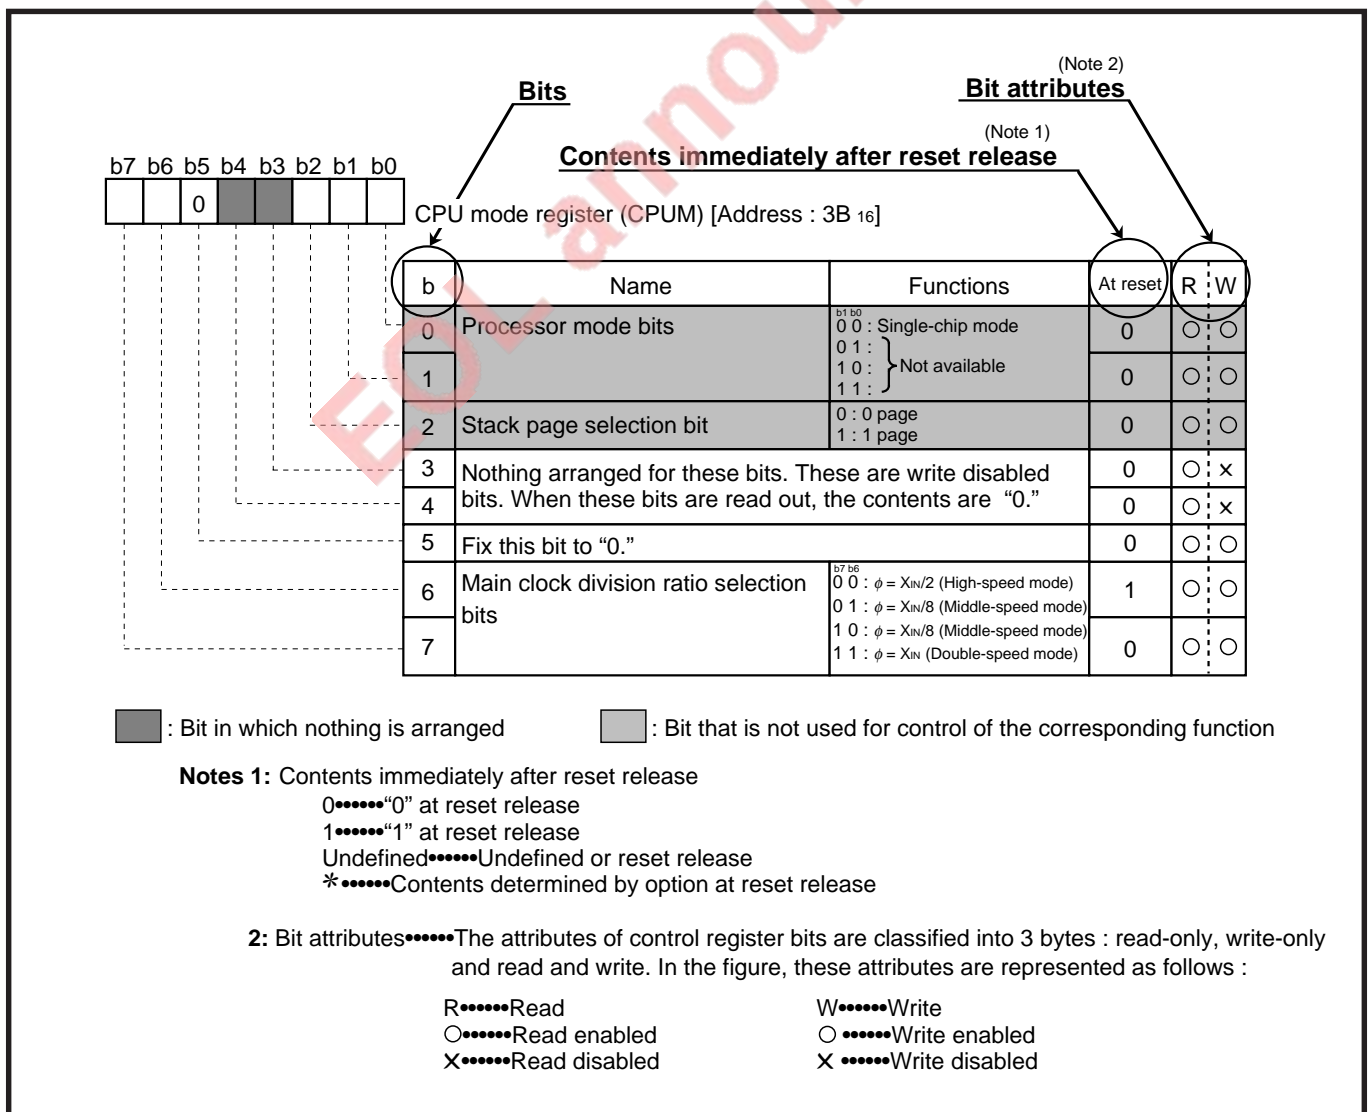 EOL annou
(Note 2)
Bits
Bit attributes
(Note 1)
Contents immediately after reset release
b7 b6 b5 b4 b3 b2 b1 b0
0
CPU mode register (CPUM) [Address : 3B 16]
b Name Functions At reset R W
0 Processor mode bits b1 b0
0 0 : Single-chip mode 0 ○ ○
0 1 :
1 0 : Not available
1 1 :
1 0 ○ ○
2 Stack page selection bit 0 : 0 page 0 ○ ○
1 : 1 page
3 Nothing arranged for these bits. These are write disabled 0 ○ ×
4 bits. When these bits are read out, the contents are “0.” 0 ○ ×
5 Fix this bit to “0.” 0 ○ ○
6 Main clock division ratio selection b7 b6
bits 0 0 : ϕ = XIN/2 (High-speed mode) 1 ○ ○
0 1 : ϕ = XIN/8 (Middle-speed mode)
1 0 : ϕ = XIN/8 (Middle-speed mode)
7 1 1 : ϕ = XIN (Double-speed mode) 0 ○ ○
: Bit in which nothing is arranged : Bit that is not used for control of the corresponding function
Notes 1: Contents immediately after reset release
0••••••“0” at reset release
1••••••“1” at reset release
Undefined••••••Undefined or reset release
*••••••Contents determined by option at reset release
2: Bit attributes••••••The attributes of control register bits are classified into 3 bytes : read-only, write-only
and read and write. In the figure, these attributes are represented as follows :
R••••••Read W••••••Write
○••••••Read enabled ○ ••••••Write enabled
×••••••Read disabled × ••••••Write disabled